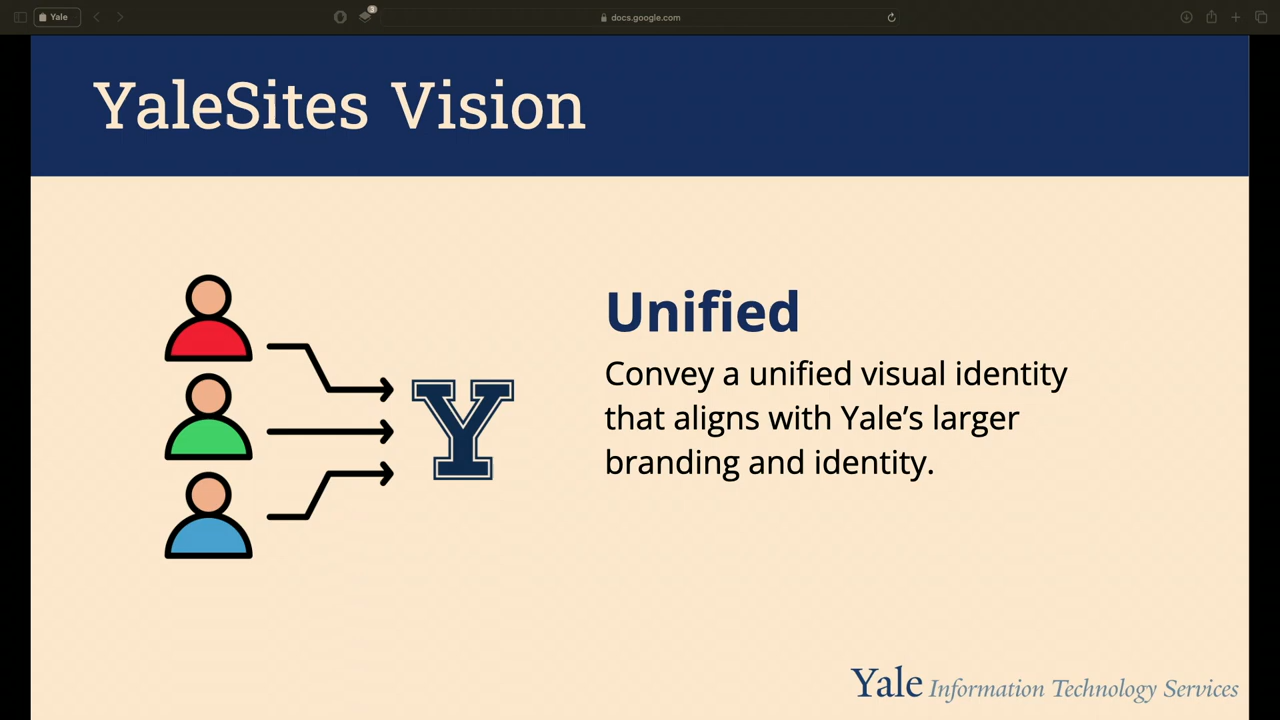 Yale
3
docs.google.com
YaleSites Vision
Y
Unified
Convey a unified visual identity
that aligns with Yale’s larger
branding and identity.
Yale Information Technology Services